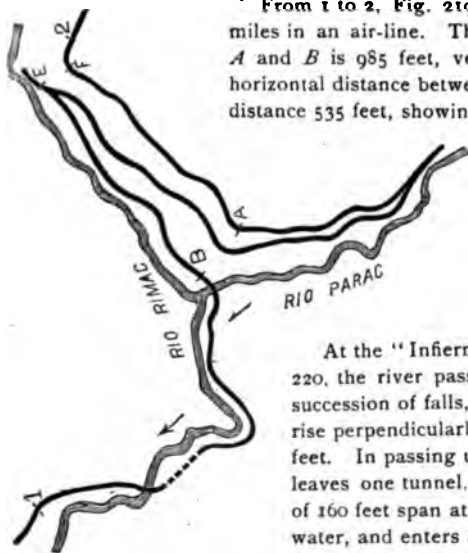 From 1 to 2, Fig. 219
miles in an air-line. Th
A and B is 985 feet, ve
horizontal distance betwe
distance 535 feet, showing
2
E
F
A
B
RIO RIMAC
RIO PARAC
At the "Infiern
220, the river pass
succession of falls,
rise perpendicularl
feet. In passing u
leaves one tunnel,
of 160 feet span at
water, and enters
1